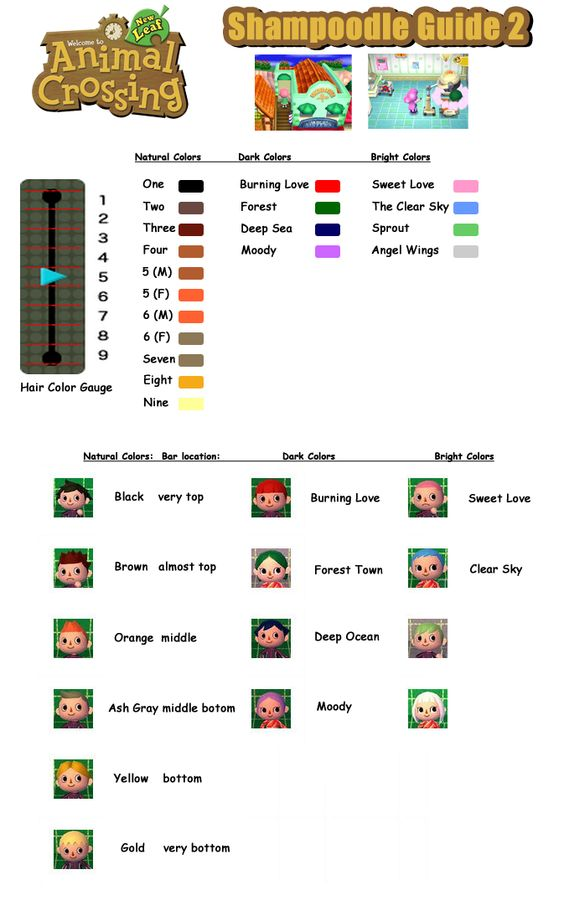 Welcome to
Animal
Crossing
New
Leaf
Shampoodle Guide 2
Natural Colors Dark Colors Bright Colors
One Burning Love Sweet Love
Two Forest The Clear Sky
Three Deep Sea Sprout
Four Moody Angel Wings
5 (M)
5 (F)
6 (M)
6 (F)
Seven
Eight
Nine
1
2
3
4
5
6
7
8
9
Hair Color Gauge
Natural Colors: Bar location: Dark Colors Bright Colors
Black very top Burning Love Sweet Love
Brown almost top Forest Town Clear Sky
Orange middle Deep Ocean
Ash Gray middle botom Moody
Yellow bottom
Gold very bottom